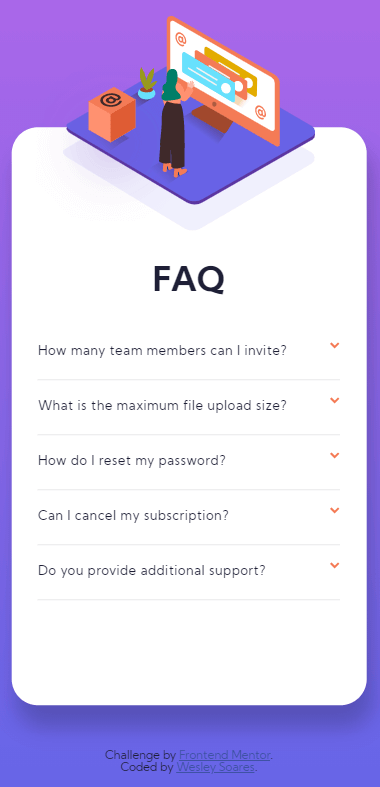 FAQ
How many team members can I invite?
What is the maximum file upload size?
How do I reset my password?
Can I cancel my subscription?
Do you provide additional support?
Challenge by Frontend Mentor.
Coded by Wesley Soares.